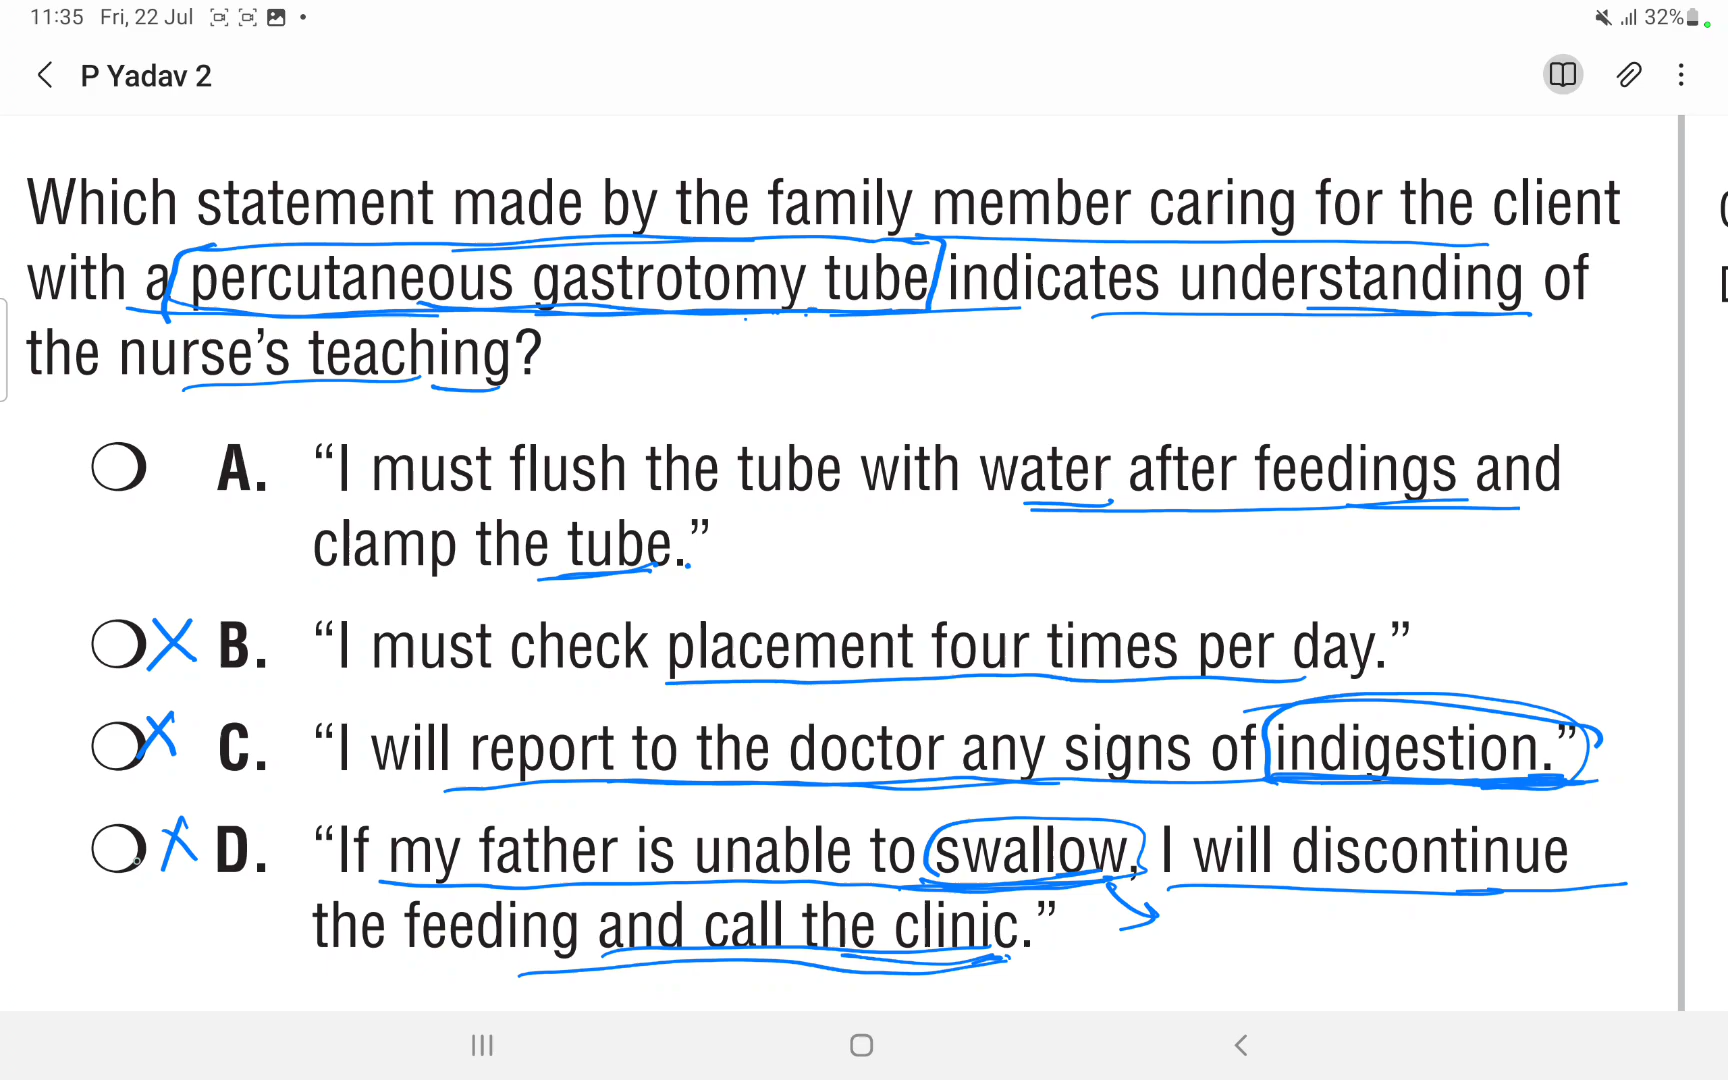 11:35 Fri, 22 Jul 32%
P Yadav 2
Which statement made by the family member caring for the client
with a percutaneous gastrotomy tube indicates understanding of
the nurse’s teaching?
A. “I must flush the tube with water after feedings and
clamp the tube.”
B. “I must check placement four times per day.”
C. “I will report to the doctor any signs of indigestion.”
D. “If my father is unable to swallow, I will discontinue
the feeding and call the clinic.”